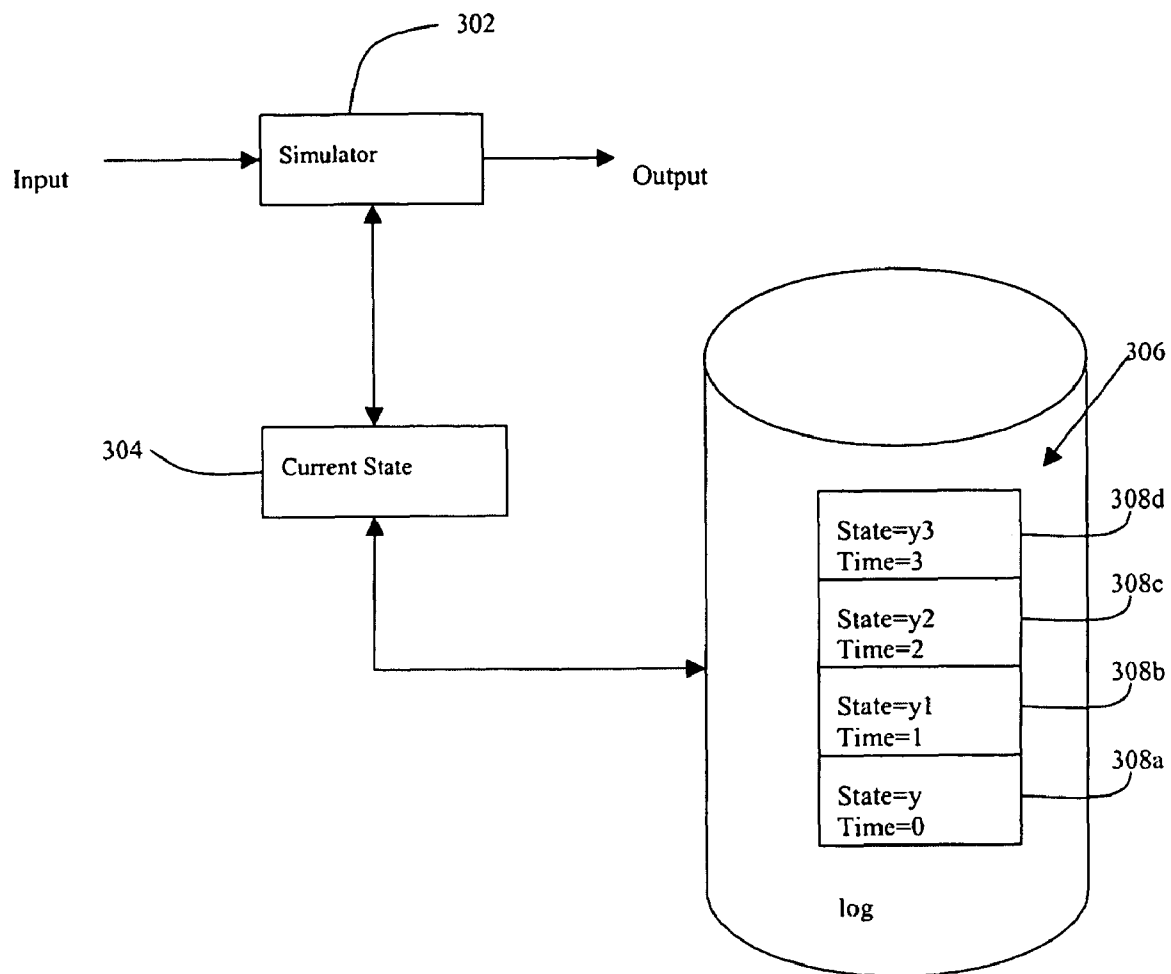 302
Simulator
Input
Output
306
304
Current State
308d
State=y3
Time=3
308c
State=y2
Time=2
308b
State=y1
Time=1
308a
State=y
Time=0
log